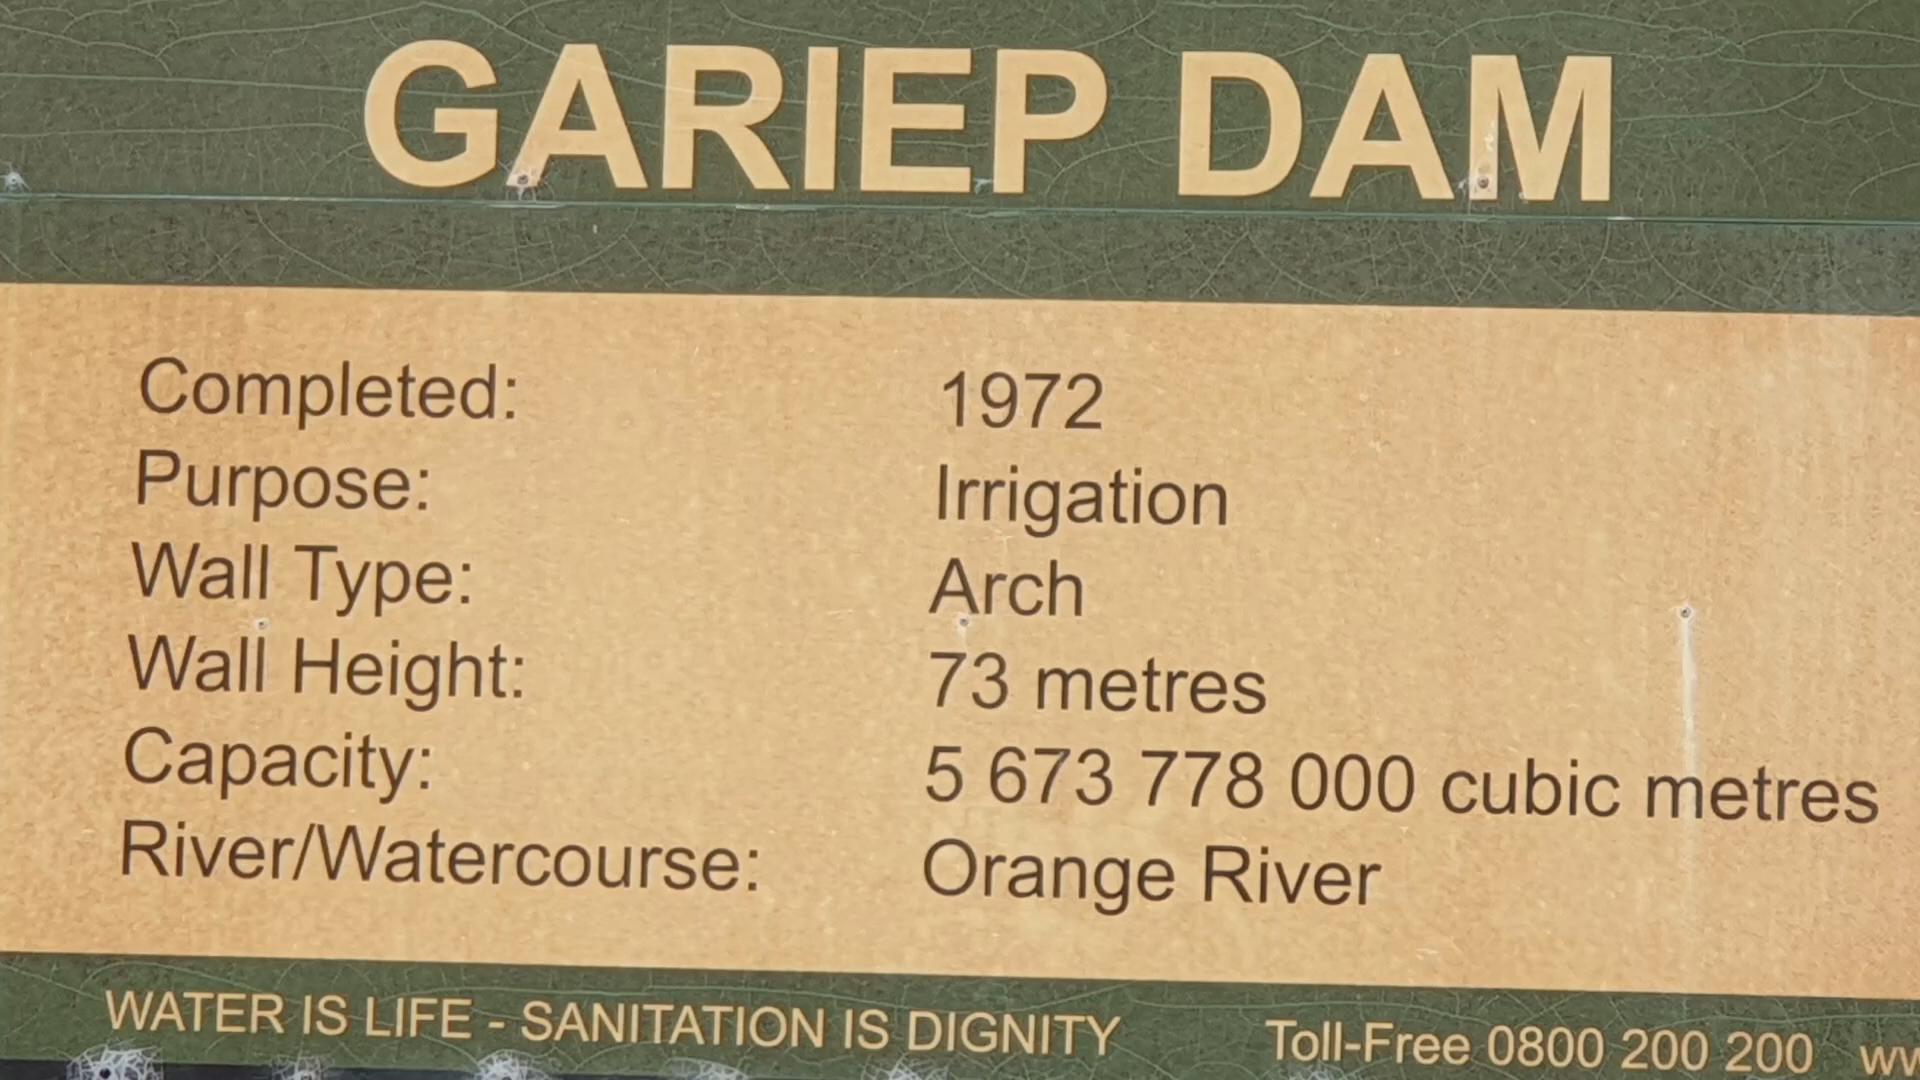 GARIEP DAM
Completed: 1972
Purpose: Irrigation
Wall Type: Arch
Wall Height: 73 metres
Capacity: 5 673 778 000 cubic metres
River/Watercourse: Orange River
WATER IS LIFE - SANITATION IS DIGNITY Toll-Free 0800 200 200